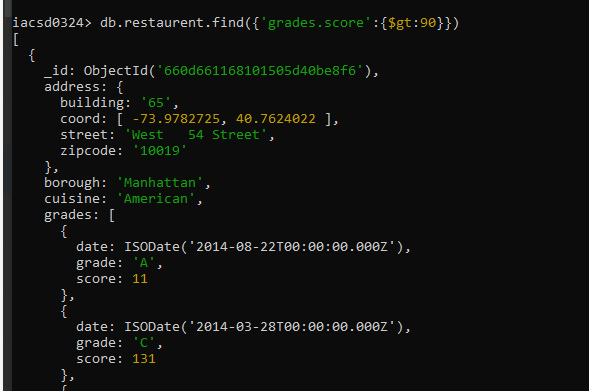 iacsd0324> db.restaurent.find({'grades.score':{$gt:90}})
[
  {
    _id: ObjectId('660d661168101505d40be8f6'),
    address: {
      building: '65',
      coord: [ -73.9782725, 40.7624022 ],
      street: 'West   54 Street',
      zipcode: '10019'
    },
    borough: 'Manhattan',
    cuisine: 'American',
    grades: [
      {
        date: ISODate('2014-08-22T00:00:00.000Z'),
        grade: 'A',
        score: 11
      },
      {
        date: ISODate('2014-03-28T00:00:00.000Z'),
        grade: 'C',
        score: 131
      },
      {